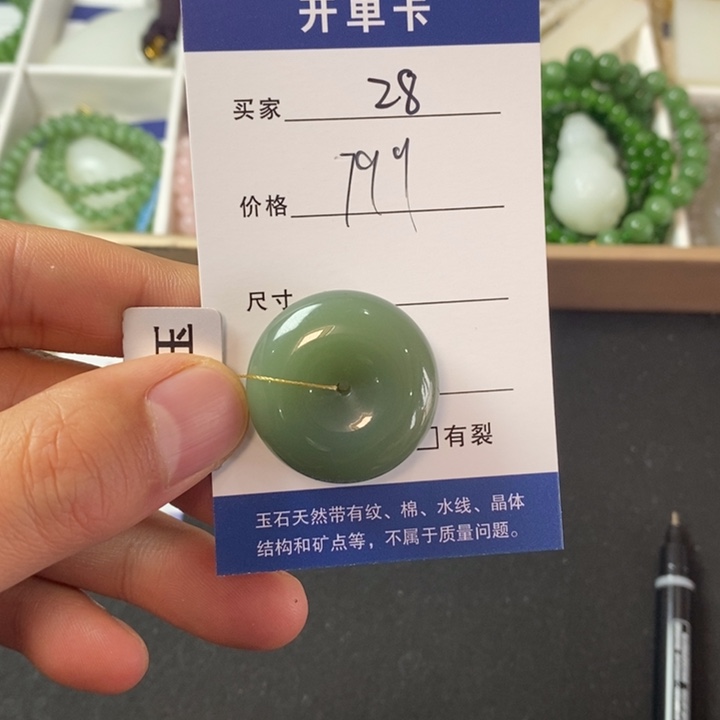 开单卡
买家 28
价格 799
尺寸
玉
有裂
玉石天然带有纹、棉、水线、晶体
结构和矿点等，不属于质量问题。